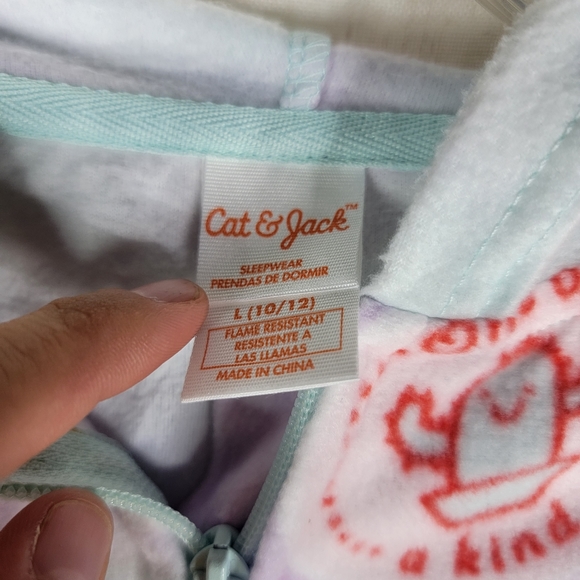 Cat & Jack™
SLEEPWEAR
PRENDAS DE DORMIR
L (10/12)
FLAME RESISTANT
RESISTENTE A
LAS LLAMAS
MADE IN CHINA
a kind